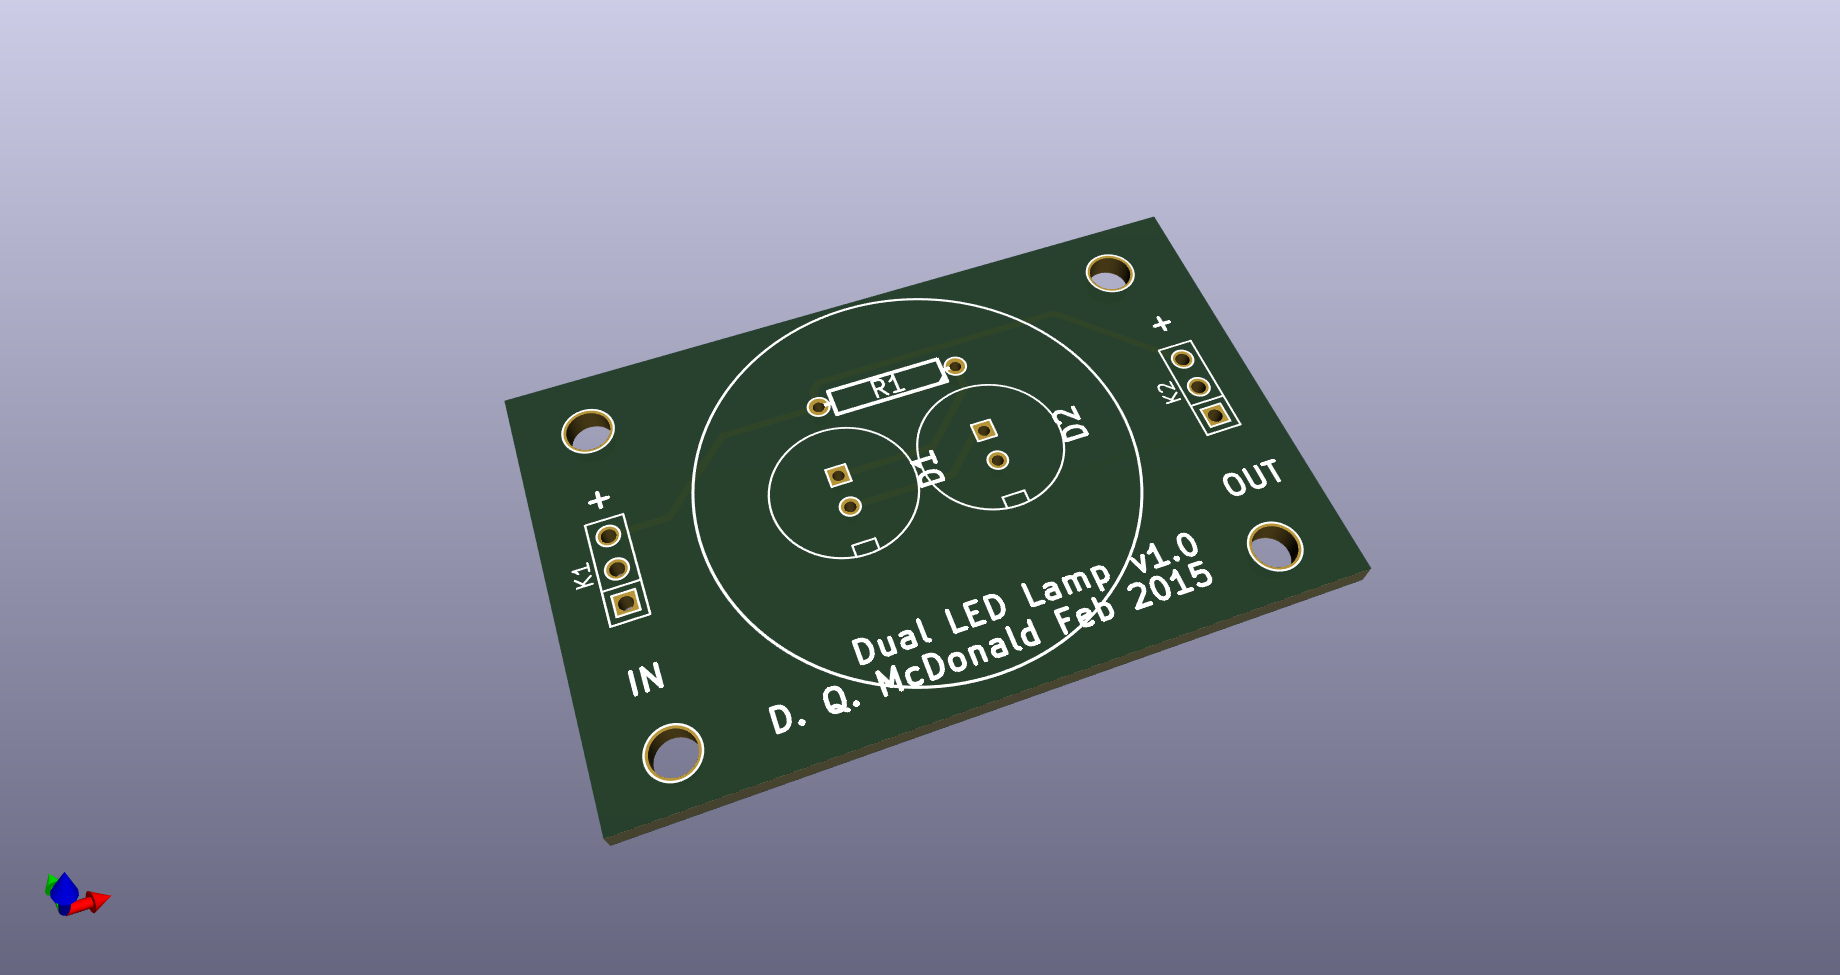 +
K2
R1
D2
D1
OUT
+
K1
IN
Dual LED Lamp v1.0
D. Q. McDonald Feb 2015